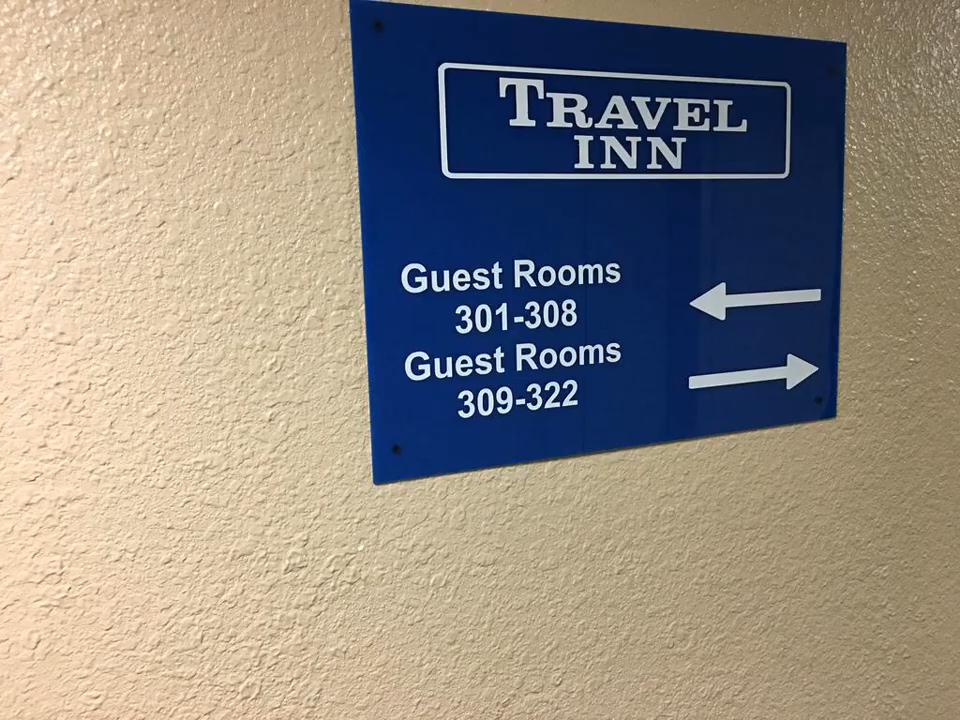 TRAVEL
INN
Guest Rooms
301-308
Guest Rooms
309-322